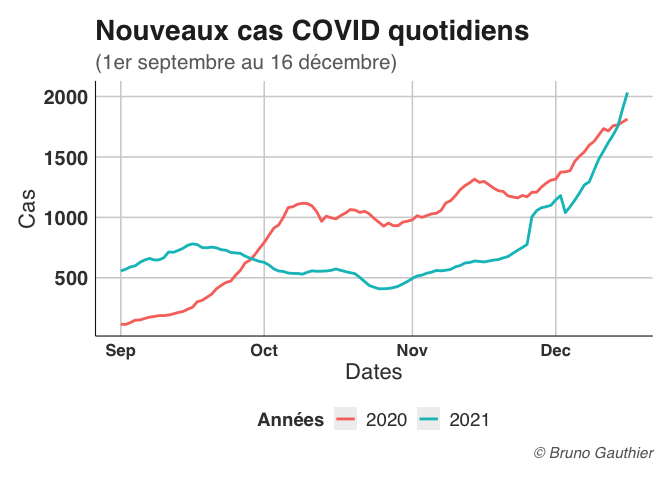 Nouveaux cas COVID quotidiens
(1er septembre au 16 décembre)
2000
1500
1000
500
Cas
Sep Oct Nov Dec
Dates
Années 2020 2021
© Bruno Gauthier